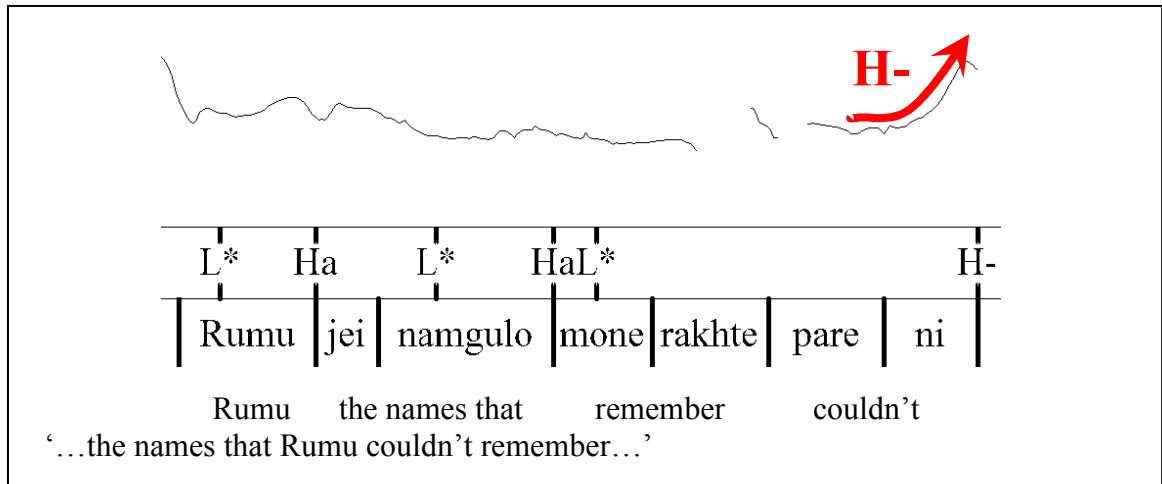 H-
L* Ha L* HaL* H-
Rumu jei namgulo mone rakhte pare ni
Rumu the names that remember couldn’t
‘…the names that Rumu couldn’t remember…’